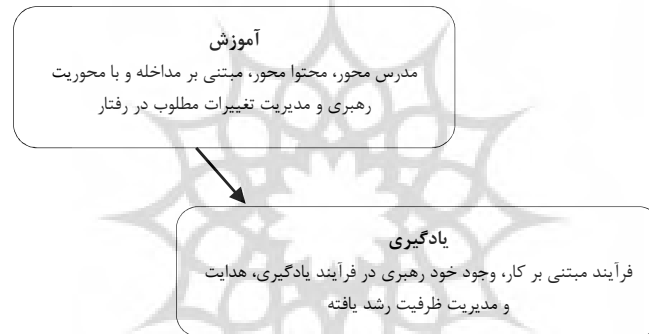 آموزش
مدرس محور، محتوا محور، مبتنی بر مداخله و با محوریت
رهبری و مدیریت تغییرات مطلوب در رفتار
یادگیری
فرآیند مبتنی بر کار، وجود خود رهبری در فرآیند یادگیری، هدایت
و مدیریت ظرفیت رشد یافته